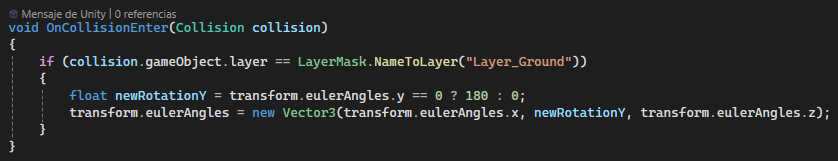 Mensaje de Unity | 0 referencias
void OnCollisionEnter(Collision collision)
{
    if (collision.gameObject.layer == LayerMask.NameToLayer("Layer_Ground"))
    {
        float newRotationY = transform.eulerAngles.y == 0 ? 180 : 0;
        transform.eulerAngles = new Vector3(transform.eulerAngles.x, newRotationY, transform.eulerAngles.z);
    }
}